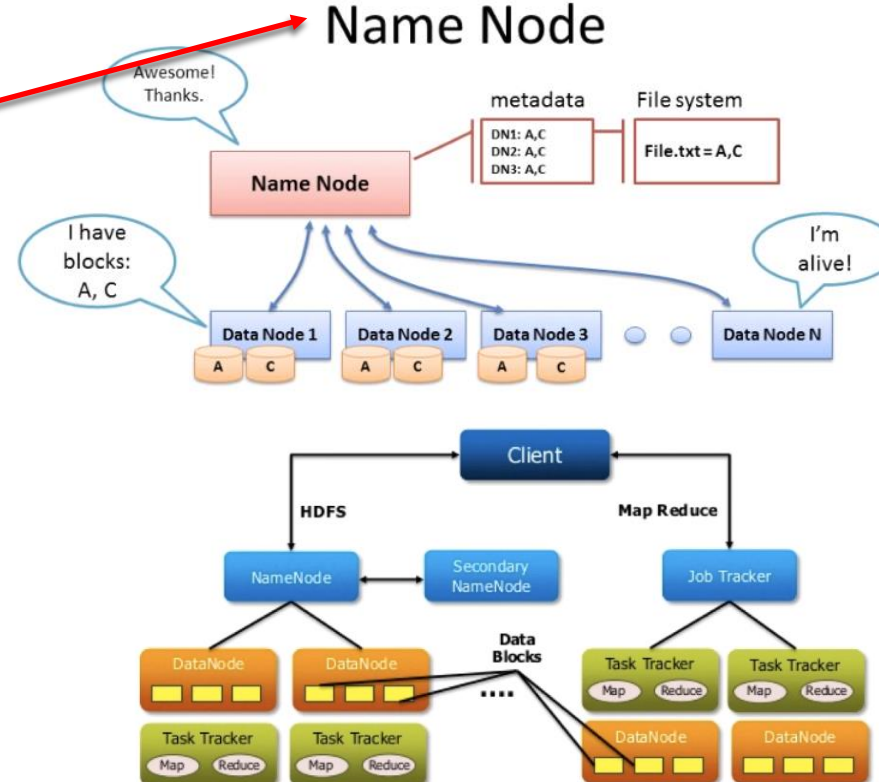 Name Node
Awesome!
Thanks.
metadata
File system
DN1: A,C
DN2: A,C
DN3: A,C
File.txt = A,C
Name Node
I have
blocks:
A, C
I'm
alive!
Data Node 1
Data Node 2
Data Node 3
Data Node N
A
C
A
C
A
C
Client
HDFS
Map Reduce
NameNode
Secondary
NameNode
Job Tracker
Data
Blocks
DataNode
DataNode
....
Task Tracker
Map
Reduce
Task Tracker
Map
Reduce
Task Tracker
Map
Reduce
Task Tracker
Map
Reduce
DataNode
DataNode